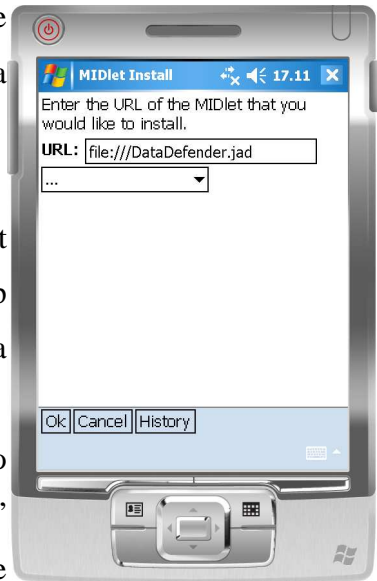 MIDlet Install 17.11
Enter the URL of the MIDlet that you
would like to install.
URL: file:///DataDefender.jad
...
Ok Cancel History